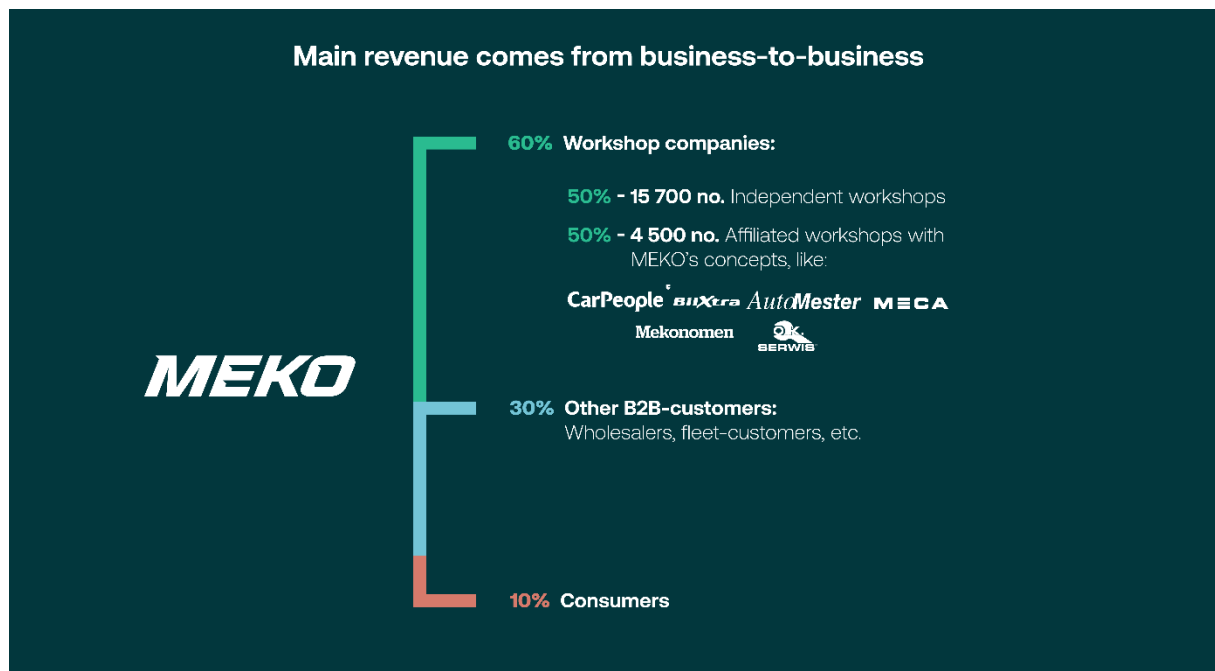 Main revenue comes from business-to-business
60% Workshop companies:
50% - 15 700 no. Independent workshops
50% - 4 500 no. Affiliated workshops with
MEKO’s concepts, like:
CarPeople BilXtra AutoMester MECA
Mekonomen O.K. SERWIS
MEKO
30% Other B2B-customers:
Wholesalers, fleet-customers, etc.
10% Consumers